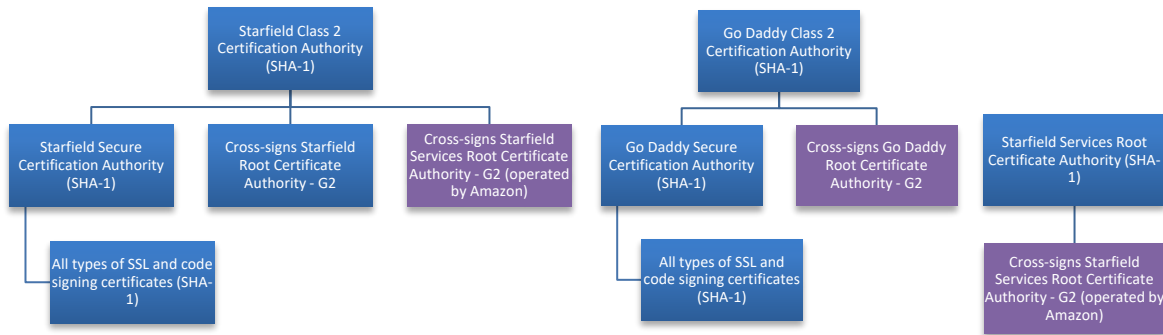 Starfield Class 2
Certification Authority
(SHA-1)
Go Daddy Class 2
Certification Authority
(SHA-1)
Starfield Secure
Certification Authority
(SHA-1)
Cross-signs Starfield
Root Certificate
Authority - G2
Cross-signs Starfield
Services Root Certificate
Authority - G2 (operated
by Amazon)
Go Daddy Secure
Certification Authority
(SHA-1)
Cross-signs Go Daddy
Root Certificate
Authority - G2
Starfield Services Root
Certificate Authority (SHA-
1)
All types of SSL and code
signing certificates (SHA-
1)
All types of SSL and
code signing certificates
(SHA-1)
Cross-signs Starfield
Services Root Certificate
Authority - G2 (operated by
Amazon)